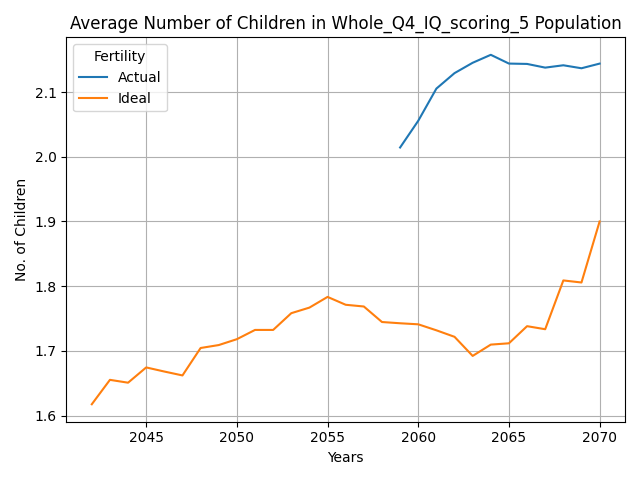 Average Number of Children in Whole_Q4_IQ_scoring_5 Population
Fertility
Actual
Ideal
No. of Children
2.1
2.0
1.9
1.8
1.7
1.6
2045 2050 2055 2060 2065 2070
Years